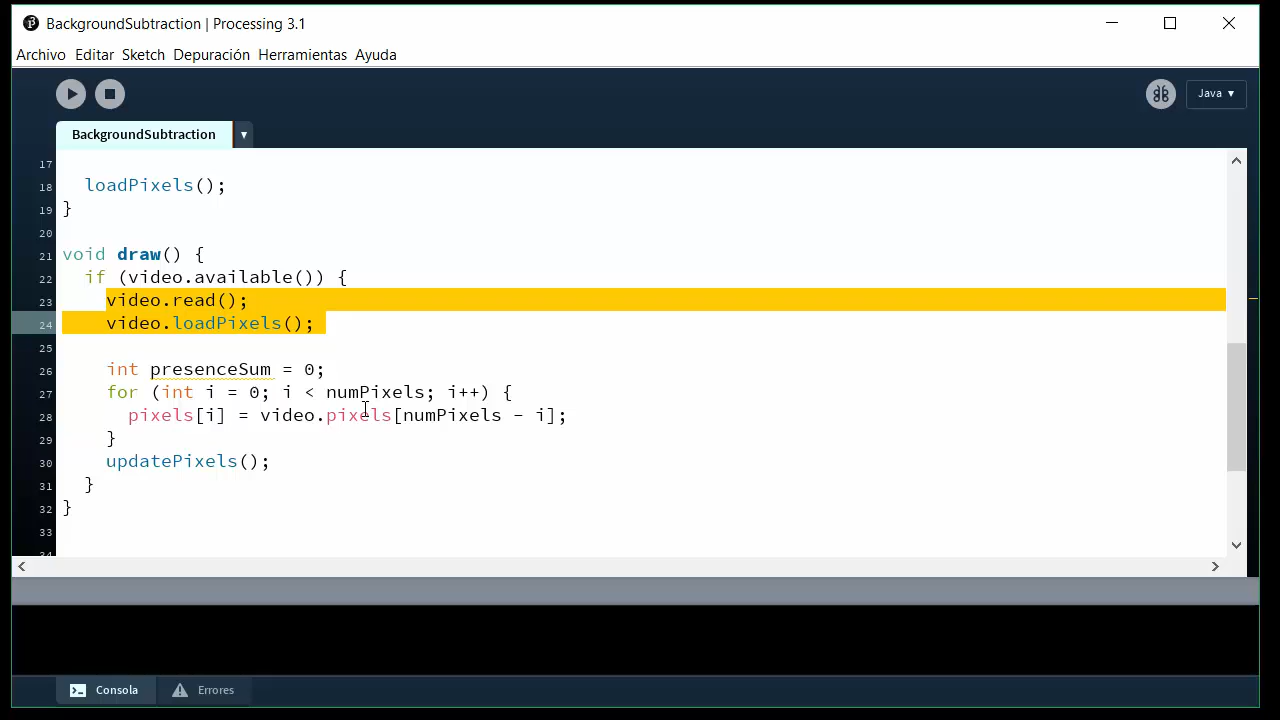 BackgroundSubtraction | Processing 3.1
Archivo Editar Sketch Depuración Herramientas Ayuda
Java ▾
BackgroundSubtraction ▾
17
18 loadPixels();
19 }
20
21 void draw() {
22 if (video.available()) {
23 video.read();
24 video.loadPixels();
25
26 int presenceSum = 0;
27 for (int i = 0; i < numPixels; i++) {
28 pixels[i] = video.pixels[numPixels - i];
29 }
30 updatePixels();
31 }
32 }
33
34
Consola Errores